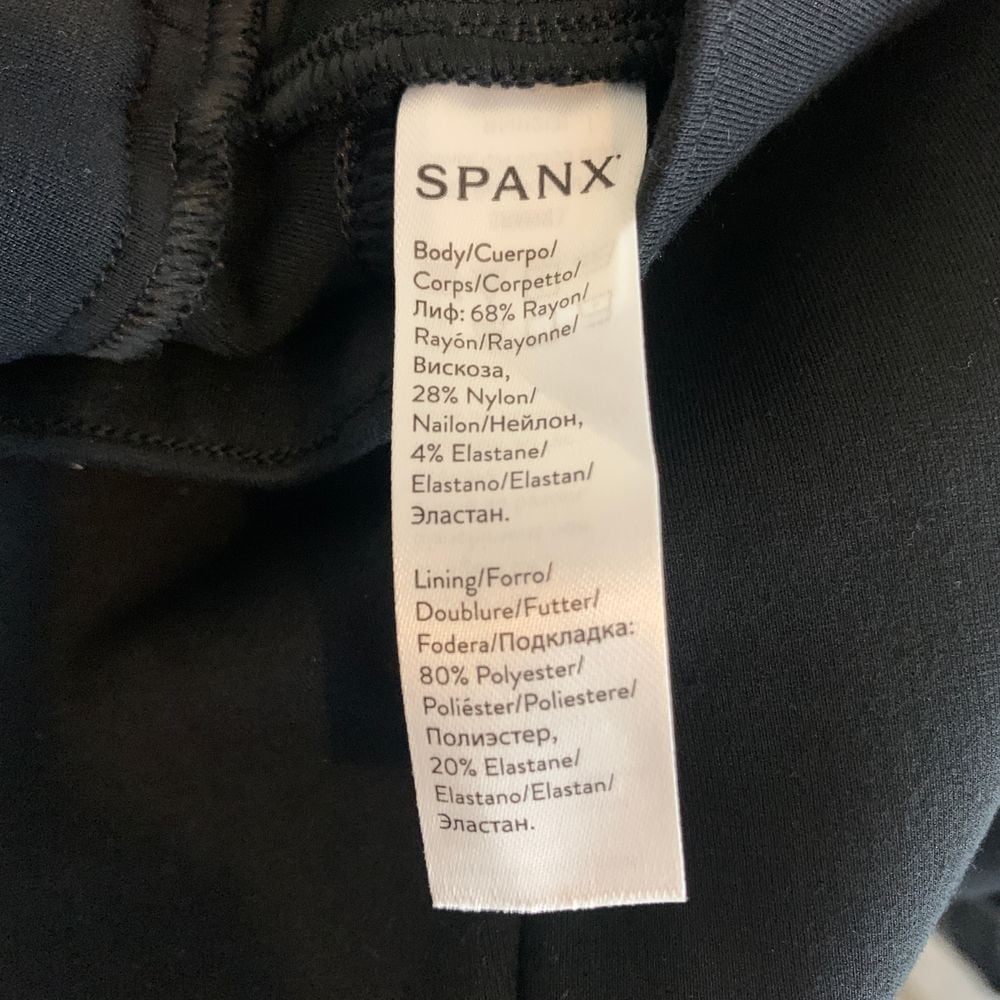 SPANX
Body/Cuerpo/
Corps/Corpetto/
Лиф: 68% Rayon/
Rayón/Rayonne/
Вискоза,
28% Nylon/
Nailon/Нейлон,
4% Elastane/
Elastano/Elastan/
Эластан.
Lining/Forro/
Doublure/Futter/
Fodera/Подкладка:
80% Polyester/
Poliéster/Poliestere/
Полиэстер,
20% Elastane/
Elastano/Elastan/
Эластан.